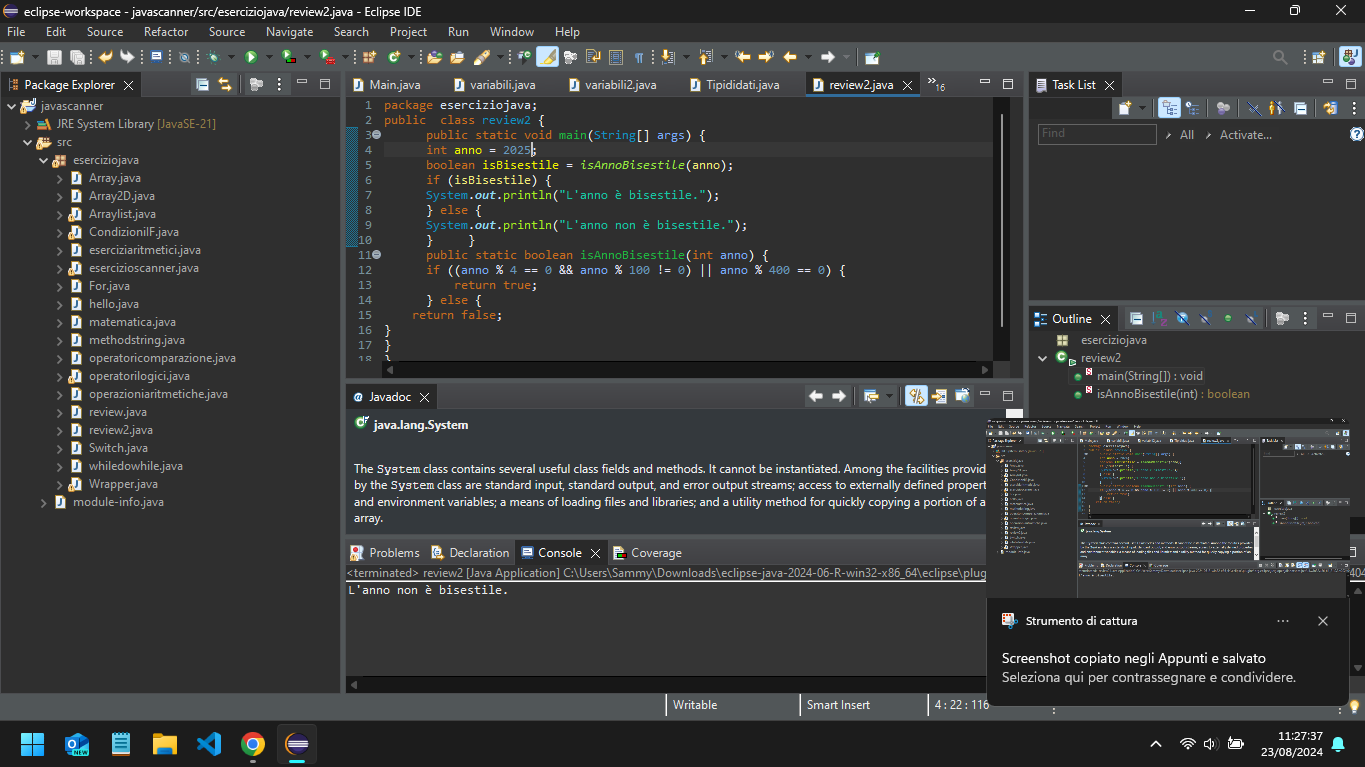 eclipse-workspace - javascanner/src/eserciziojava/review2.java - Eclipse IDE
File Edit Source Refactor Source Navigate Search Project Run Window Help
Package Explorer
javascanner
JRE System Library [JavaSE-21]
src
eserciziojava
Array.java
Array2D.java
Arraylist.java
CondizioniIF.java
eserciziaritmetici.java
esercizioscanner.java
For.java
hello.java
matematica.java
methodstring.java
operatoricomparazione.java
operatorilogici.java
operazioniaritmetiche.java
review.java
review2.java
Switch.java
whiledowhile.java
Wrapper.java
module-info.java
Main.java variabili.java variabili2.java Tipididati.java review2.java »16
1 package eserciziojava;
2 public  class review2 {
3 public static void main(String[] args) {
4 int anno = 2025;
5 boolean isBisestile = isAnnoBisestile(anno);
6 if (isBisestile) {
7 System.out.println("L'anno è bisestile.");
8 } else {
9 System.out.println("L'anno non è bisestile.");
10 }     }
11 public static boolean isAnnoBisestile(int anno) {
12 if ((anno % 4 == 0 && anno % 100 != 0) || anno % 400 == 0) {
13 return true;
14 } else {
15 return false;
16 }
17 }
18 }
Javadoc
java.lang.System
The System class contains several useful class fields and methods. It cannot be instantiated. Among the facilities provid
by the System class are standard input, standard output, and error output streams; access to externally defined propert
and environment variables; a means of loading files and libraries; and a utility method for quickly copying a portion of a
array.
Problems Declaration Console Coverage
<terminated> review2 [Java Application] C:\Users\Sammy\Downloads\eclipse-java-2024-06-R-win32-x86_64\eclipse\plug
L'anno non è bisestile.
Task List
Find All Activate...
Outline
eserciziojava
review2
main(String[]) : void
isAnnoBisestile(int) : boolean
Strumento di cattura
Screenshot copiato negli Appunti e salvato
Seleziona qui per contrassegnare e condividere.
Writable Smart Insert 4 : 22 : 116
11:27:37
23/08/2024